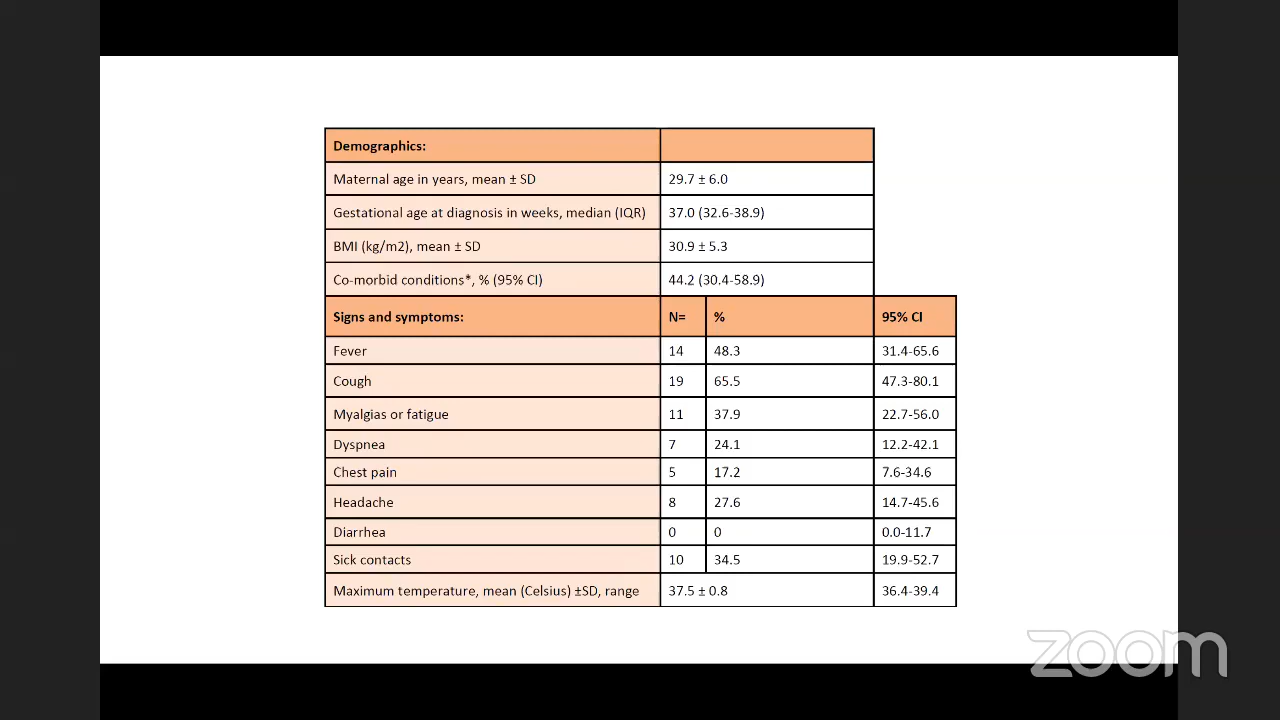 Demographics:
Maternal age in years, mean ± SD 29.7 ± 6.0
Gestational age at diagnosis in weeks, median (IQR) 37.0 (32.6-38.9)
BMI (kg/m2), mean ± SD 30.9 ± 5.3
Co-morbid conditions*, % (95% CI) 44.2 (30.4-58.9)
Signs and symptoms: N= % 95% CI
Fever 14 48.3 31.4-65.6
Cough 19 65.5 47.3-80.1
Myalgias or fatigue 11 37.9 22.7-56.0
Dyspnea 7 24.1 12.2-42.1
Chest pain 5 17.2 7.6-34.6
Headache 8 27.6 14.7-45.6
Diarrhea 0 0 0.0-11.7
Sick contacts 10 34.5 19.9-52.7
Maximum temperature, mean (Celsius) ±SD, range 37.5 ± 0.8 36.4-39.4
zoom